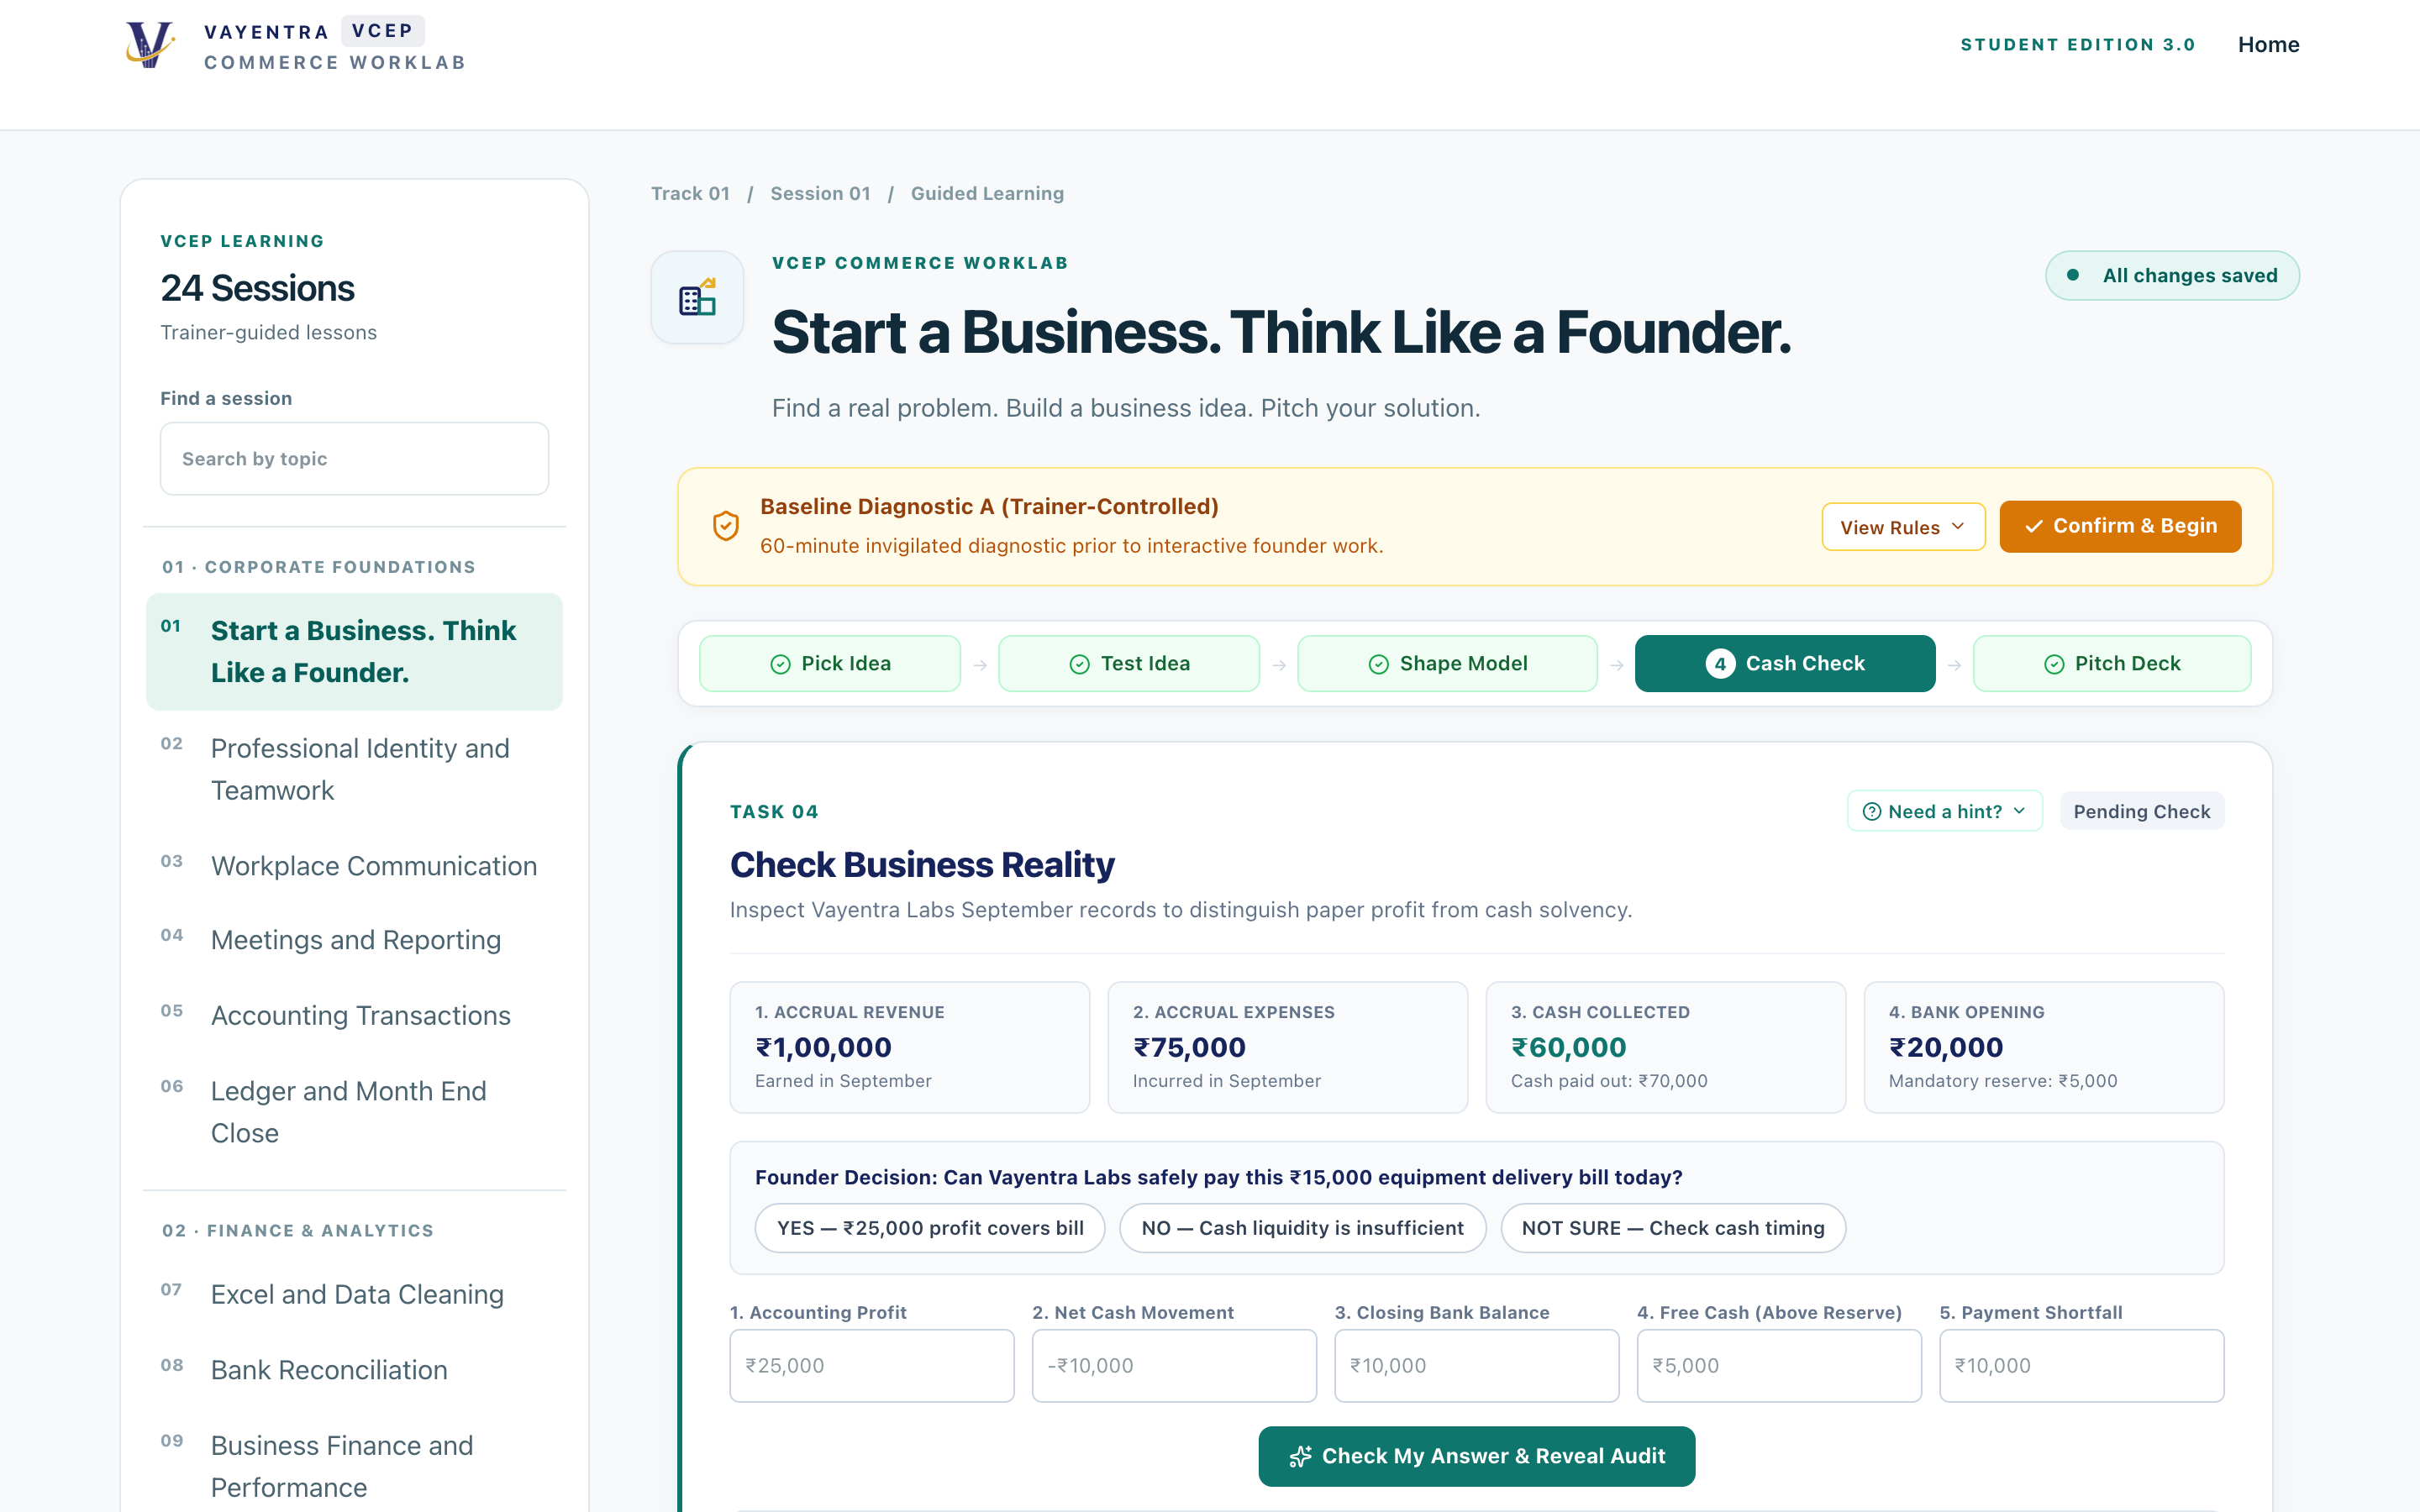 VAYENTRA VCEP
COMMERCE WORKLAB
STUDENT EDITION 3.0
Home
VCEP LEARNING
24 Sessions
Trainer-guided lessons
Find a session
Search by topic
01 · CORPORATE FOUNDATIONS
01 Start a Business. Think
Like a Founder.
02 Professional Identity and
Teamwork
03 Workplace Communication
04 Meetings and Reporting
05 Accounting Transactions
06 Ledger and Month End
Close
02 · FINANCE & ANALYTICS
07 Excel and Data Cleaning
08 Bank Reconciliation
09 Business Finance and
Performance
Track 01 / Session 01 / Guided Learning
VCEP COMMERCE WORKLAB
Start a Business. Think Like a Founder.
Find a real problem. Build a business idea. Pitch your solution.
All changes saved
Baseline Diagnostic A (Trainer-Controlled)
60-minute invigilated diagnostic prior to interactive founder work.
View Rules
Confirm & Begin
Pick Idea → Test Idea → Shape Model → 4 Cash Check → Pitch Deck
TASK 04
Need a hint?
Pending Check
Check Business Reality
Inspect Vayentra Labs September records to distinguish paper profit from cash solvency.
1. ACCRUAL REVENUE
₹1,00,000
Earned in September
2. ACCRUAL EXPENSES
₹75,000
Incurred in September
3. CASH COLLECTED
₹60,000
Cash paid out: ₹70,000
4. BANK OPENING
₹20,000
Mandatory reserve: ₹5,000
Founder Decision: Can Vayentra Labs safely pay this ₹15,000 equipment delivery bill today?
YES — ₹25,000 profit covers bill
NO — Cash liquidity is insufficient
NOT SURE — Check cash timing
1. Accounting Profit
₹25,000
2. Net Cash Movement
-₹10,000
3. Closing Bank Balance
₹10,000
4. Free Cash (Above Reserve)
₹5,000
5. Payment Shortfall
₹10,000
Check My Answer & Reveal Audit